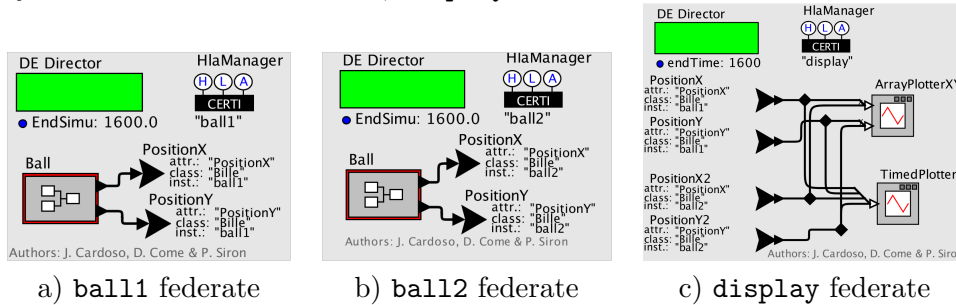 DE Director
HlaManager
H L A
CERTI
EndSimu: 1600.0
"ball1"
Ball
PositionX
attr.: "PositionX"
class: "Bille"
inst.: "ball1"
PositionY
attr.: "PositionY"
class: "Bille"
inst.: "ball1"
Authors: J. Cardoso, D. Come & P. Siron
a) ball1 federate
DE Director
HlaManager
H L A
CERTI
EndSimu: 1600.0
"ball2"
Ball
PositionX
attr.: "PositionX"
class: "Bille"
inst.: "ball2"
PositionY
attr.: "PositionY"
class: "Bille"
inst.: "ball2"
Authors: J. Cardoso, D. Come & P. Siron
b) ball2 federate
DE Director
HlaManager
H L A
CERTI
endTime: 1600
"display"
PositionX
attr.: "PositionX"
class: "Bille"
inst.: "ball1"
ArrayPlotterXY
PositionY
attr.: "PositionY"
class: "Bille"
inst.: "ball1"
PositionX2
attr.: "PositionX"
class: "Bille"
inst.: "ball2"
TimedPlotter
PositionY2
attr.: "PositionY"
class: "Bille"
inst.: "ball2"
Authors: J. Cardoso, D. Come & P. Siron
c) display federate